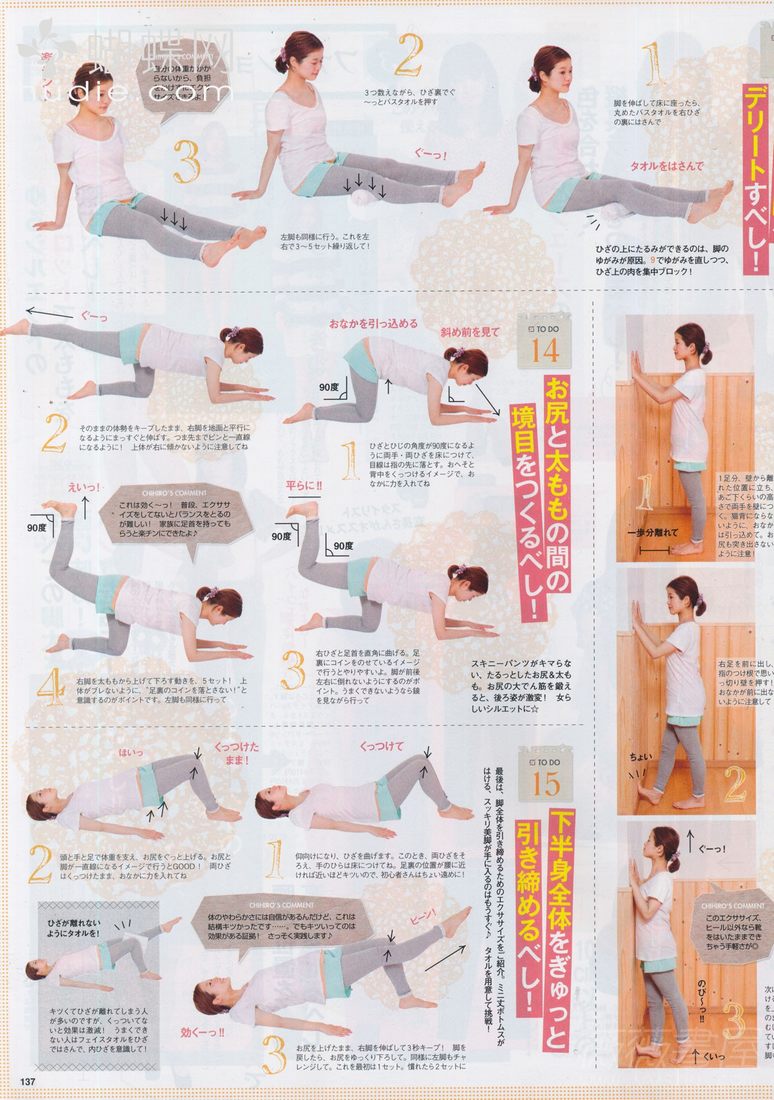 蝴蝶网
udie.com
1
脚を伸ばして床に座ったら、
丸めたバスタオルを右ひざ
の裏にはさんで
タオルをはさんで
2
3つ数えながら、ひざ裏でぐ
〜っとバスタオルを押す
ぐーっ!
3
左脚も同様に行う。これを左
右で3〜5セット繰り返して!
デリートすべし!
ひざの上にたるみができるのは、脚の
ゆがみが原因。9でゆがみを直しつつ、
ひざ上の肉を集中ブロック!
TO DO
14
お尻と太ももの間の
境目をつくるべし!
スキニーパンツがキマらな
い、たるっとしたお尻&太も
も。お尻の大でん筋を鍛え
ると、後ろ姿が激変! 女ら
しいシルエットに☆
おなかを引っ込める
斜め前を見て
90度
90度
1
ひざとひじの角度が90度になるよ
うに両手・両ひざを床につけて、
目線は指の先に落とす。おへそと
背中をくっつけるイメージで、お
なかに力を入れてね
ぐーっ
2
そのままの体勢をキープしたまま、右脚を地面と平行に
なるようにまっすぐと伸ばす。つま先までピンと一直線
になるように! 上体が右に傾かないように注意してね
平らに!!
90度
90度
3
右ひざと足首を直角に曲げる。足
裏にコインをのせているイメージ
で行うとやりやすいよ。脚が前後
左右に倒れないようにするのがポ
イント。うまくできないようなら鏡
を見ながら行って
えいっ!
90度
CHIHIRO'S COMMENT
これは効く〜!普段、エクササ
イズをしてないとバランスをとるの
が難しい! 家族に足首を持っても
らうと楽チンにできたよ♪
4
右脚を太ももから上げて下ろす動きを、5セット! 上
体がブレないように、“足裏のコインを落とさない!”と
意識するのがポイントです。左脚も同様に行って
TO DO
15
下半身全体をぎゅっと
引き締めるべし!
最後は、脚全体を引き締めるためのエクササイズをご紹介。ミニ丈ボトムスが
はける、スッキリ美脚が手に入るのはもうすぐ♪ タオルを用意して挑戦!
くっつけて
1
仰向けになり、ひざを曲げます。このとき、両ひざをそ
ろえ、手のひらは床につけてね。足裏の位置が腰に近
ければ近いほどキツいので、初心者さんはちょい遠めに!
ほいっ
くっつけた
まま!
2
頭と手と足で体重を支え、お尻をぐっと上げる。お尻と
脚が一直線になるイメージで行うとGOOD! 両ひざ
はくっつけたまま、おなかに力を入れてね
CHIHIRO'S COMMENT
体のやわらかさには自信があるんだけど、これは
結構キツかったです……。でもキツいってのは
効果がある証拠! さっそく実践します♪
ピーン!
効くーっ!!
3
お尻を上げたまま、右脚を伸ばして3秒キープ! 脚を
戻したら、お尻をゆっくり下ろして。同様に左脚もチャ
レンジして。これを最初は1セット。慣れたら2セットに
ひざが離れない
ようにタオルを!
キツくてひざが離れてしまう人
が多いのですが、くっついてな
いと効果は激減! うまくできな
い人はフェイスタオルをひざ
ではさんで、内ひざを意識して!
1
一歩分離れて
1足分、壁から離
れた位置に立ち、
あご下くらいの高
さで両手を壁につ
く。猫背にならな
いように、おなか
は引っ込めて。お
尻も突き出さない
ように注意!
ちょい
2
右足を前に出し、
指のつけ根で思い
っ切り壁を押す!
おなかが前に出な
いように注意して
ぐーっ!
CHIHIRO'S COMMENT
このエクササイズ、
ヒール以外なら靴
をはいたままでき
ちゃう手軽さが◎
のび〜っ!!
3
くいっ
137